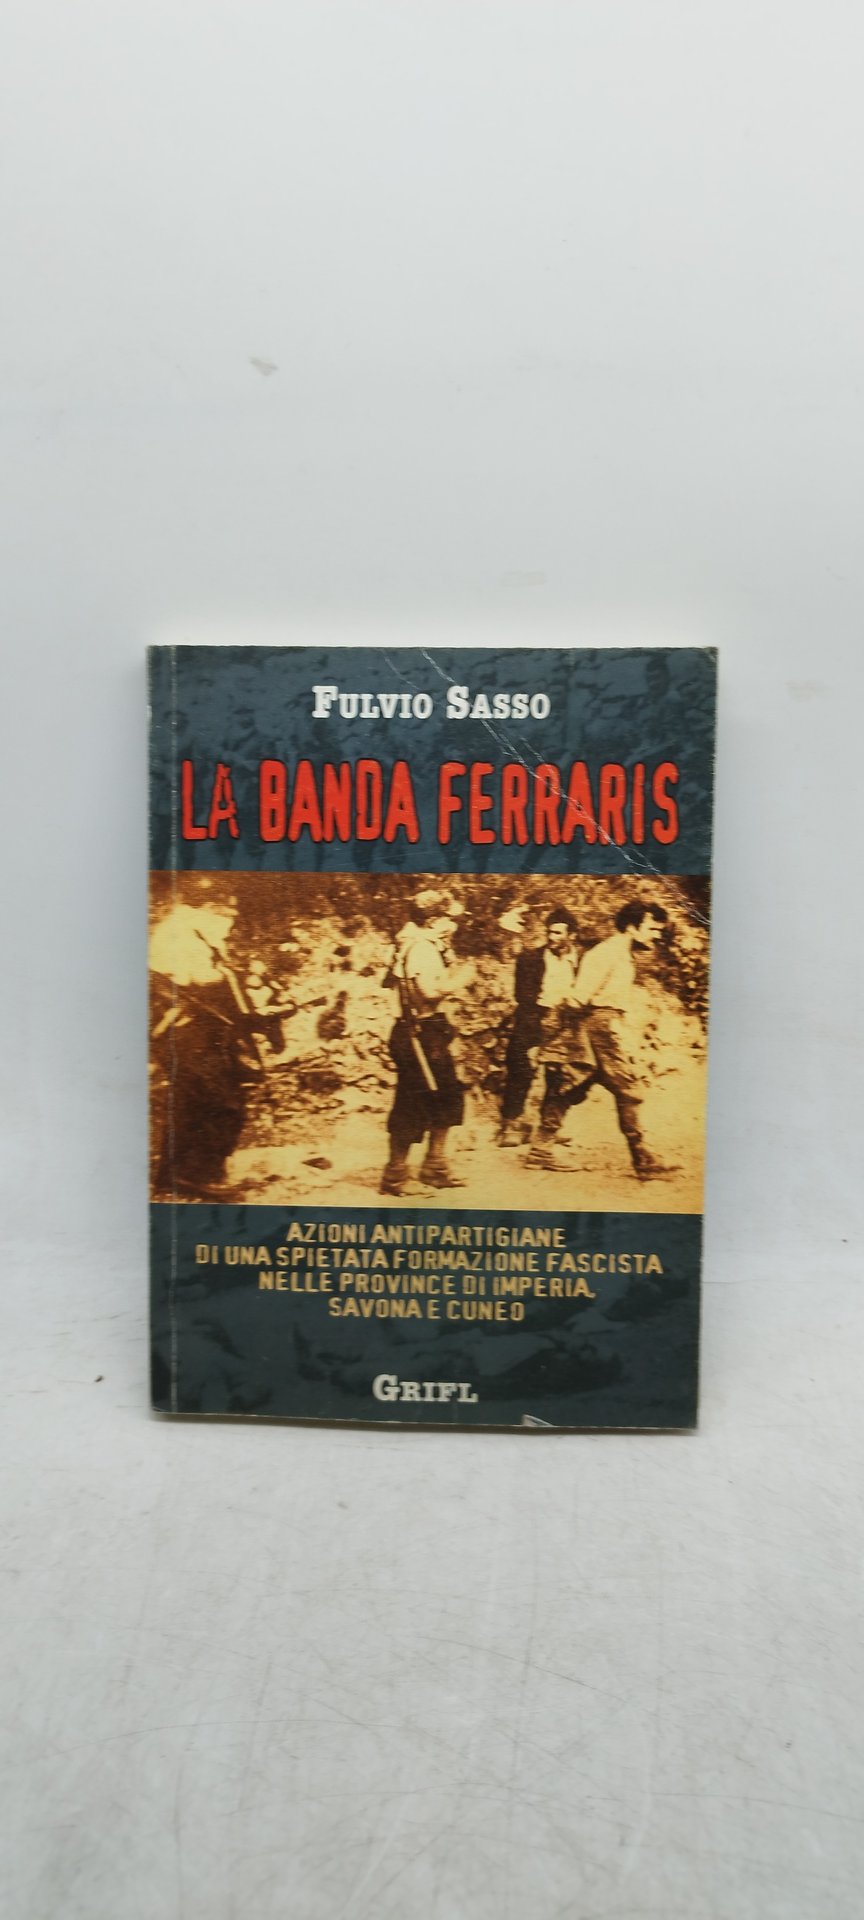 FULVIO SASSO
LA BANDA FERRARIS
AZIONI ANTIPARTIGIANE
DI UNA SPIETATA FORMAZIONE FASCISTA
NELLE PROVINCE DI IMPERIA,
SAVONA E CUNEO
GRIFL